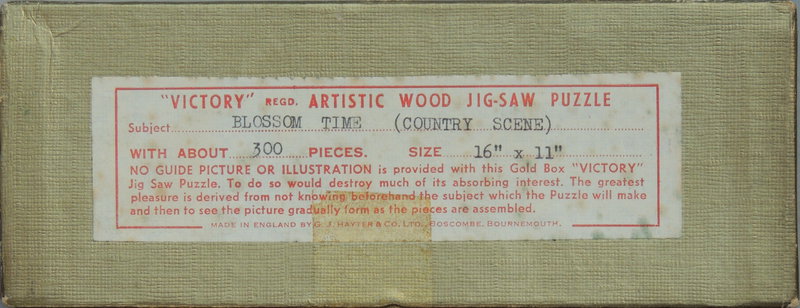 "VICTORY" REGD. ARTISTIC WOOD JIG-SAW PUZZLE
Subject BLOSSOM TIME (COUNTRY SCENE)
WITH ABOUT 300 PIECES. SIZE 16" x 11"
NO GUIDE PICTURE OR ILLUSTRATION is provided with this Gold Box "VICTORY"
Jig Saw Puzzle. To do so would destroy much of its absorbing interest. The greatest
pleasure is derived from not knowing beforehand the subject which the Puzzle will make
and then to see the picture gradually form as the pieces are assembled.
MADE IN ENGLAND BY G. J. HAYTER & CO. LTD., BOSCOMBE, BOURNEMOUTH.